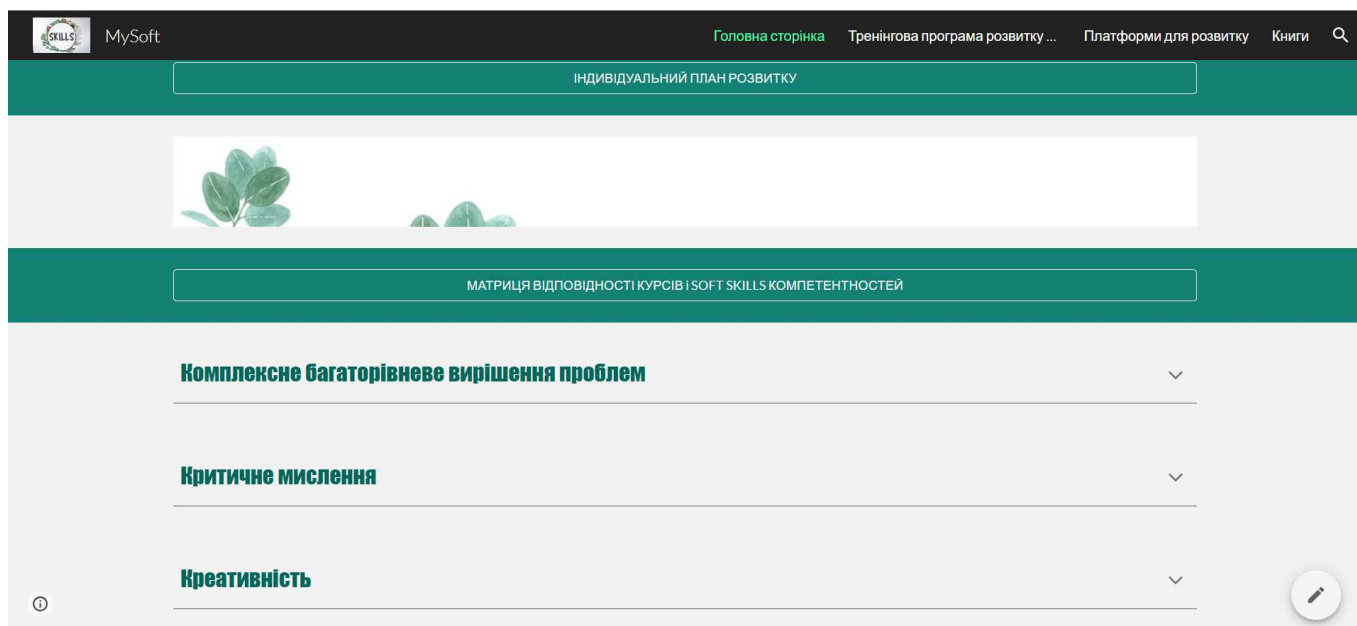 SKILLS
MySoft
Головна сторінка
Тренінгова програма розвитку ...
Платформи для розвитку
Книги
ІНДИВІДУАЛЬНИЙ ПЛАН РОЗВИТКУ
МАТРИЦЯ ВІДПОВІДНОСТІ КУРСІВ і SOFT SKILLS КОМПЕТЕНТНОСТЕЙ
Комплексне багаторівневе вирішення проблем
Критичне мислення
Креативність